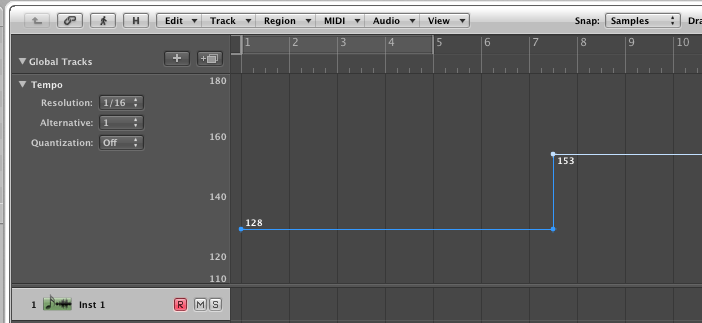 H Edit Track Region MIDI Audio View Snap: Samples Dra
1 2 3 4 5 6 7 8 9 10
Global Tracks
Tempo
180
Resolution: 1/16
Alternative: 1
160
Quantization: Off
153
140
128
120
110
1 Inst 1 R M S